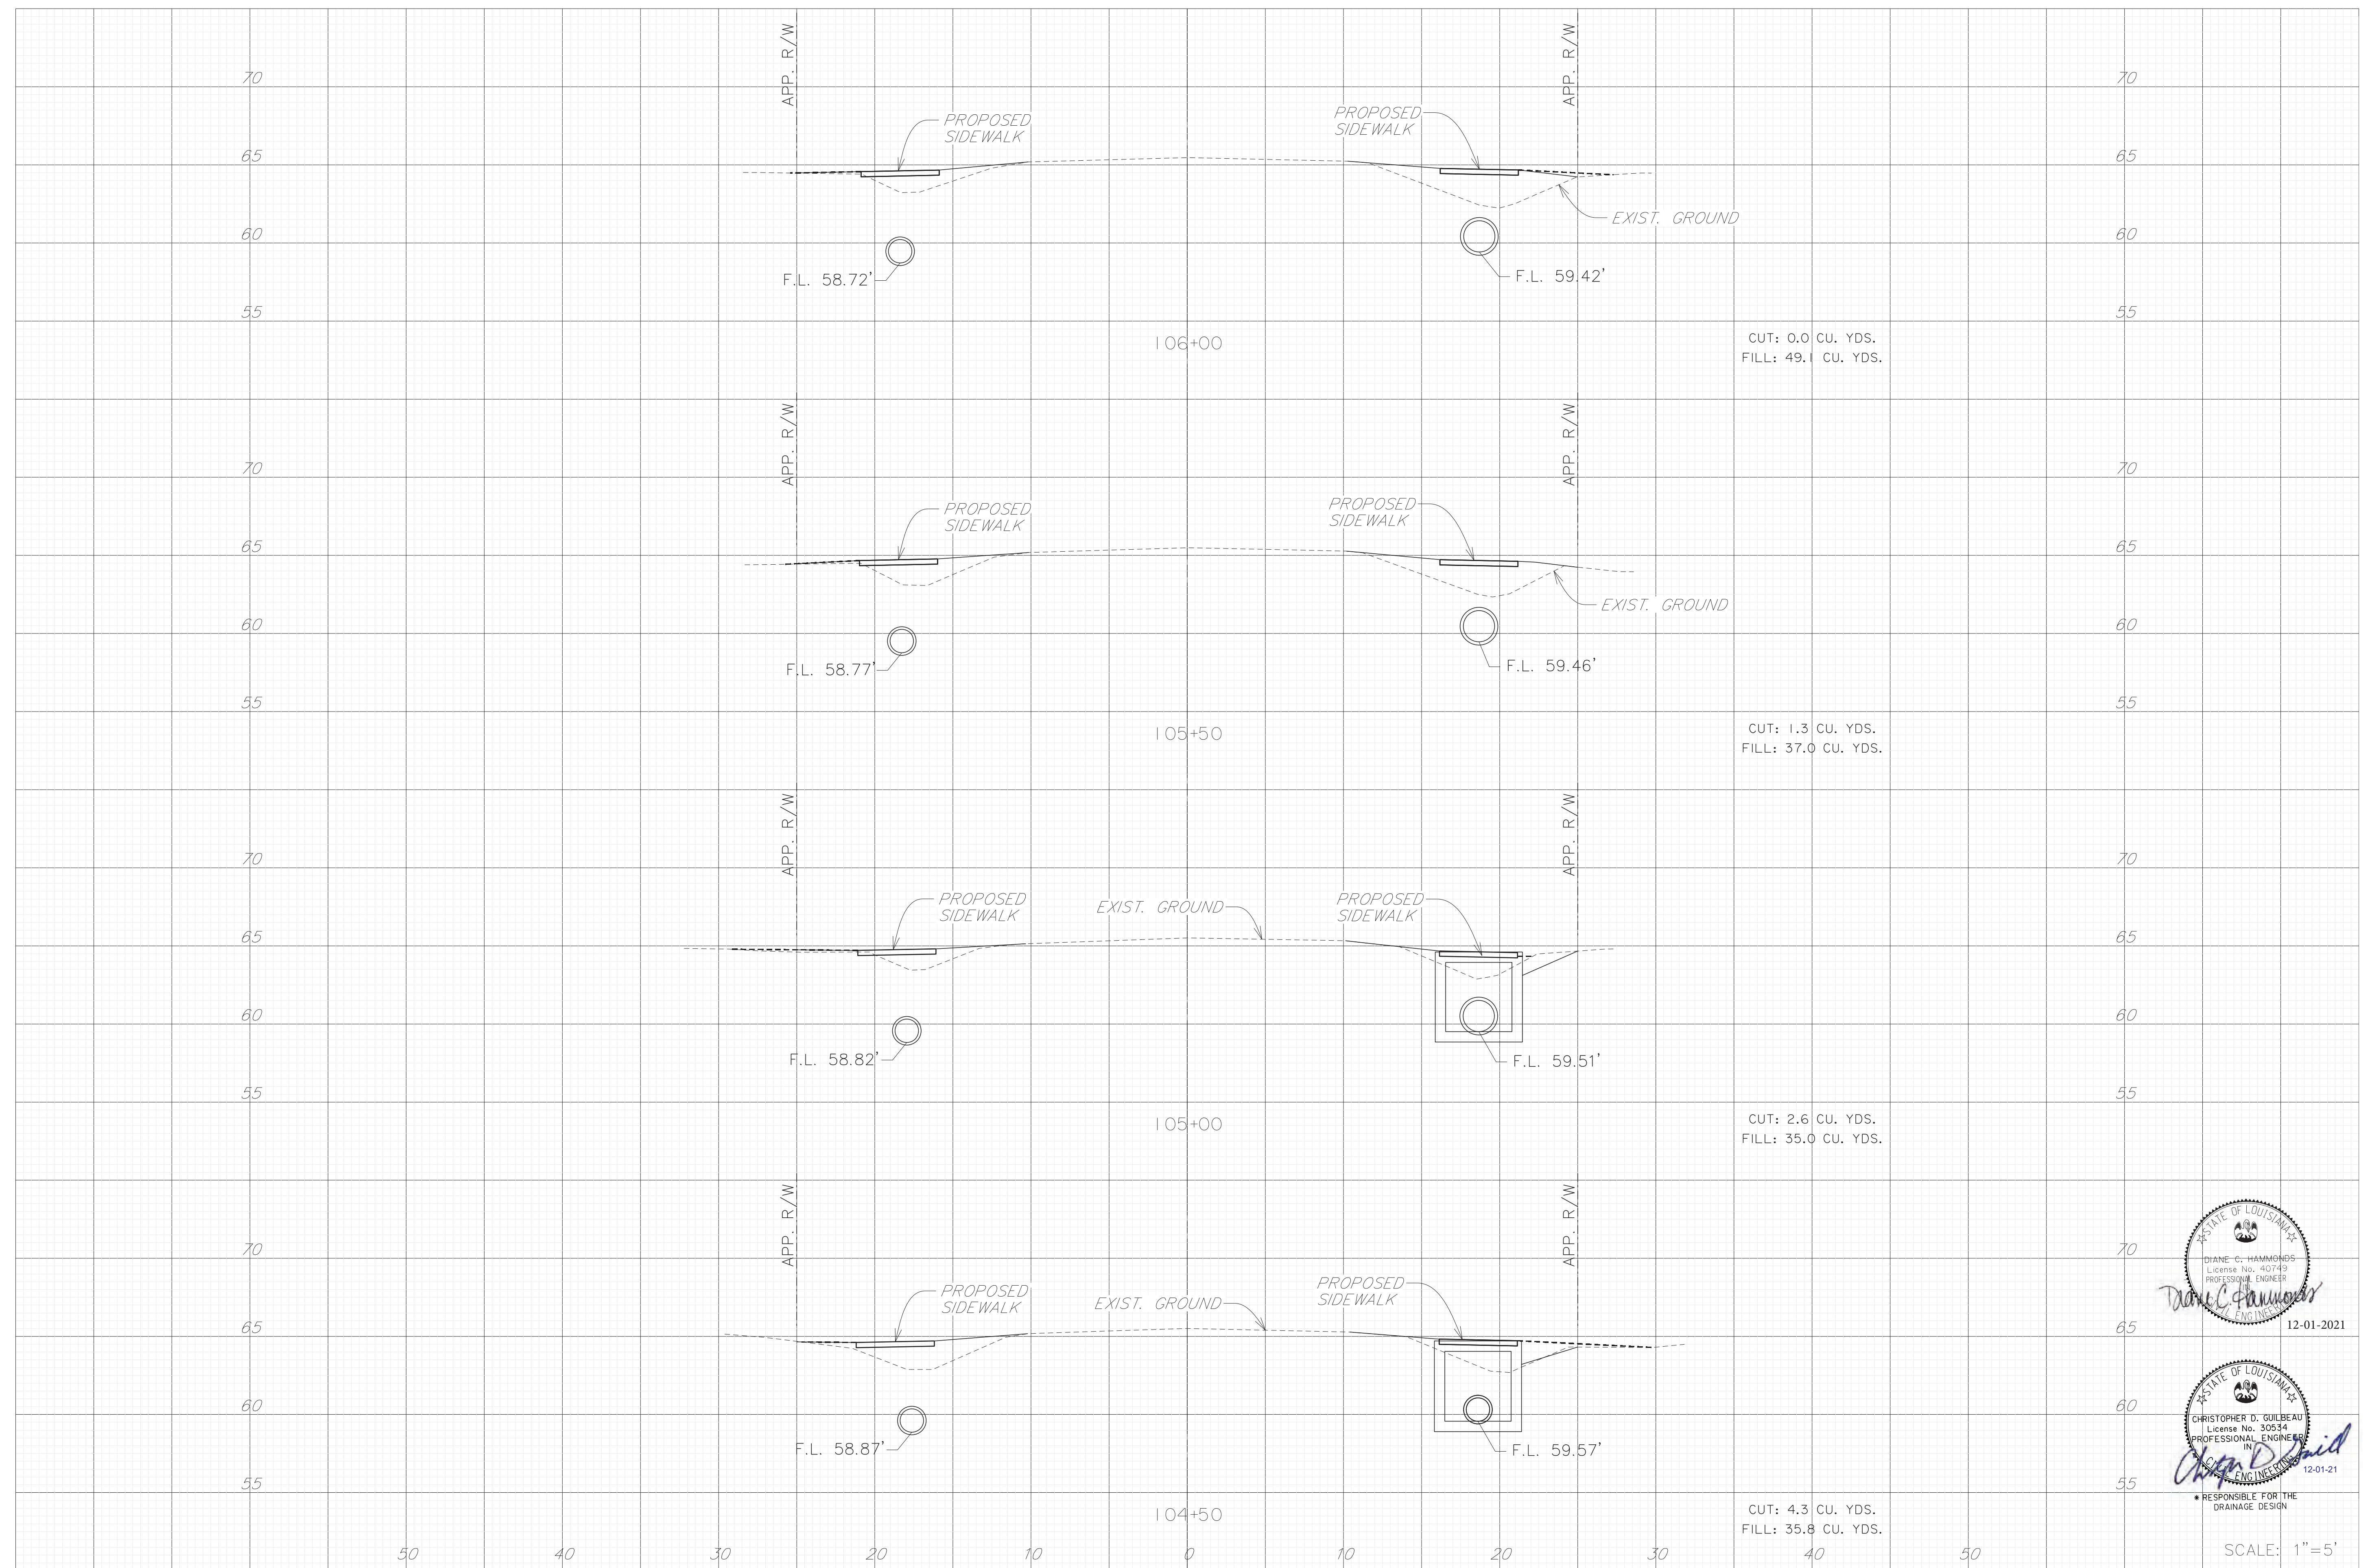 APP. R/W
APP. R/W
70
70
PROPOSED
SIDEWALK
PROPOSED
SIDEWALK
65
65
EXIST. GROUND
60
60
F.L. 58.72'
F.L. 59.42'
55
55
106+00
CUT: 0.0 CU. YDS.
FILL: 49.1 CU. YDS.
APP. R/W
APP. R/W
70
70
PROPOSED
SIDEWALK
PROPOSED
SIDEWALK
65
65
EXIST. GROUND
60
60
F.L. 58.77'
F.L. 59.46'
55
55
105+50
CUT: 1.3 CU. YDS.
FILL: 37.0 CU. YDS.
APP. R/W
APP. R/W
70
70
PROPOSED
SIDEWALK
EXIST. GROUND
PROPOSED
SIDEWALK
65
65
60
60
F.L. 58.82'
F.L. 59.51'
55
55
105+00
CUT: 2.6 CU. YDS.
FILL: 35.0 CU. YDS.
APP. R/W
APP. R/W
70
70
PROPOSED
SIDEWALK
EXIST. GROUND
PROPOSED
SIDEWALK
65
65
60
60
F.L. 58.87'
F.L. 59.57'
55
55
104+50
CUT: 4.3 CU. YDS.
FILL: 35.8 CU. YDS.
STATE OF LOUISIANA
DIANE C. HAMMONDS
License No. 40749
PROFESSIONAL ENGINEER
IN
Diane C. Hammonds
12-01-2021
STATE OF LOUISIANA
CHRISTOPHER D. GUILBEAU
License No. 30534
PROFESSIONAL ENGINEER
IN
CIVIL ENGINEERING
12-01-21
* RESPONSIBLE FOR THE
DRAINAGE DESIGN
50 40 30 20 10 0 10 20 30 40 50
SCALE: 1"=5'